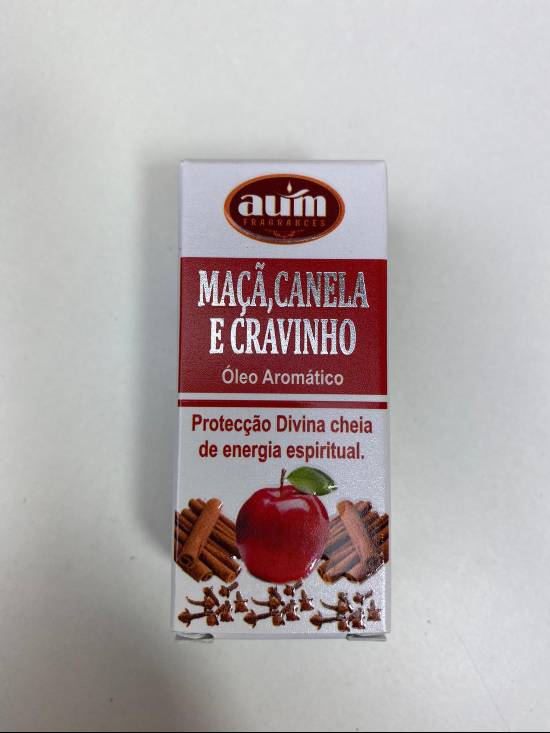 aum
FRAGRANCES
MAÇÃ,CANELA
E CRAVINHO
Óleo Aromático
Protecção Divina cheia
de energia espiritual.